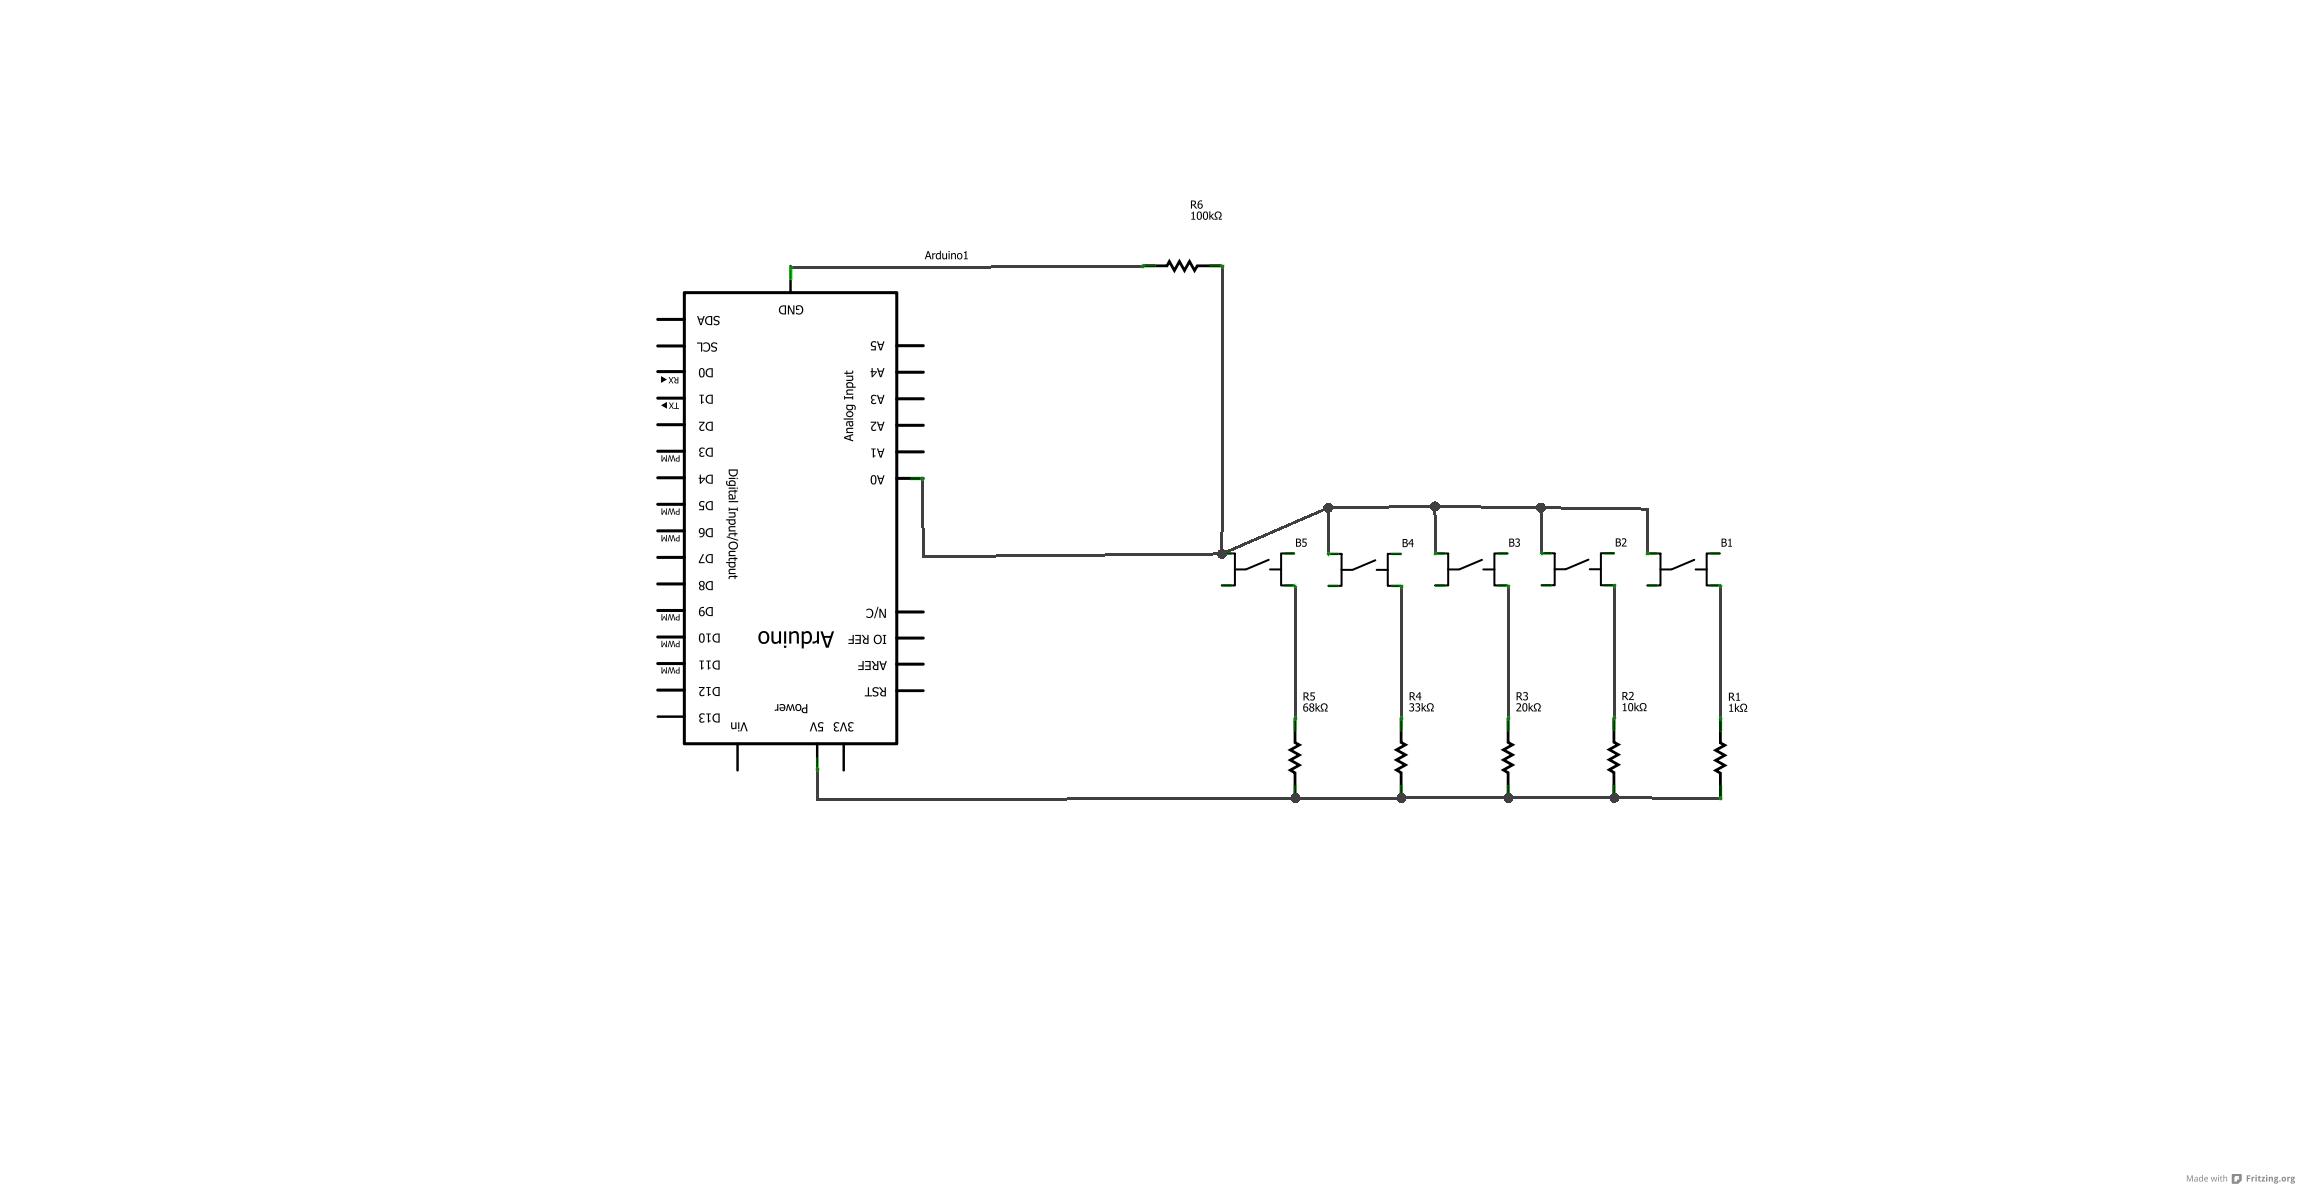 R6
100kΩ
Arduino1
GND
SDA
SCL
D0
RX
D1
TX
D2
D3
PWM
D4
D5
PWM
D6
PWM
D7
D8
D9
PWM
D10
PWM
D11
PWM
D12
D13
Digital Input/Output
Analog Input
A5
A4
A3
A2
A1
A0
N/C
IO REF
AREF
RST
Arduino
Power
Vin
5V
3V3
B5
B4
B3
B2
B1
R5
68kΩ
R4
33kΩ
R3
20kΩ
R2
10kΩ
R1
1kΩ
Made with Fritzing.org